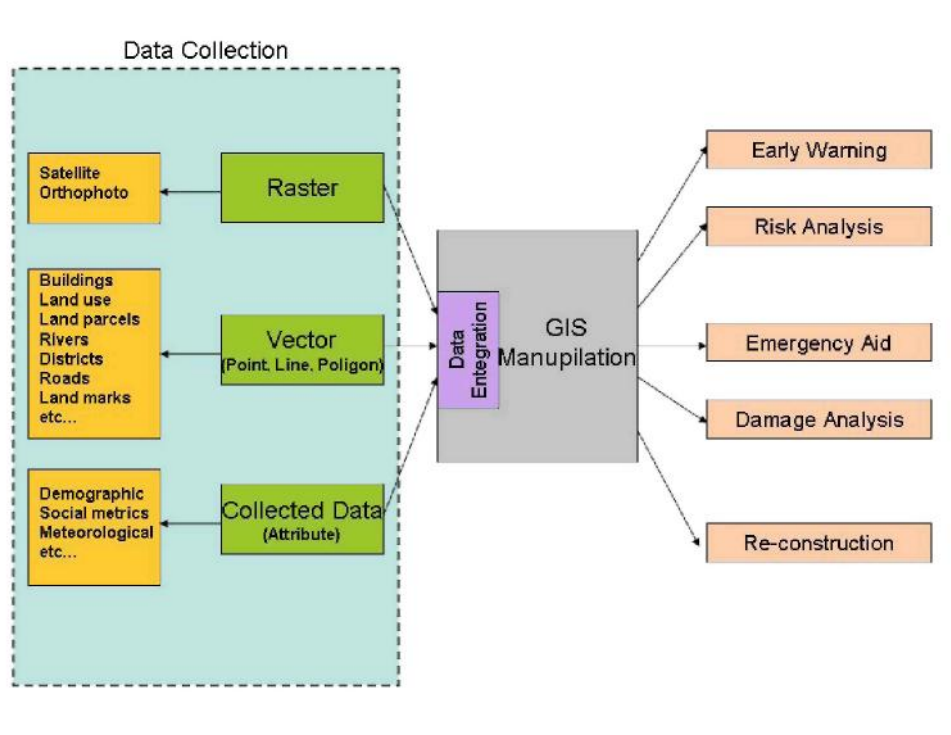 Data Collection
Satellite
Orthophoto
Raster
Buildings
Land use
Land parcels
Rivers
Districts
Roads
Land marks
etc...
Vector
(Point, Line, Poligon)
Demographic
Social metrics
Meteorological
etc...
Collected Data
(Attribute)
Data
Entegration
GIS
Manupilation
Early Warning
Risk Analysis
Emergency Aid
Damage Analysis
Re-construction